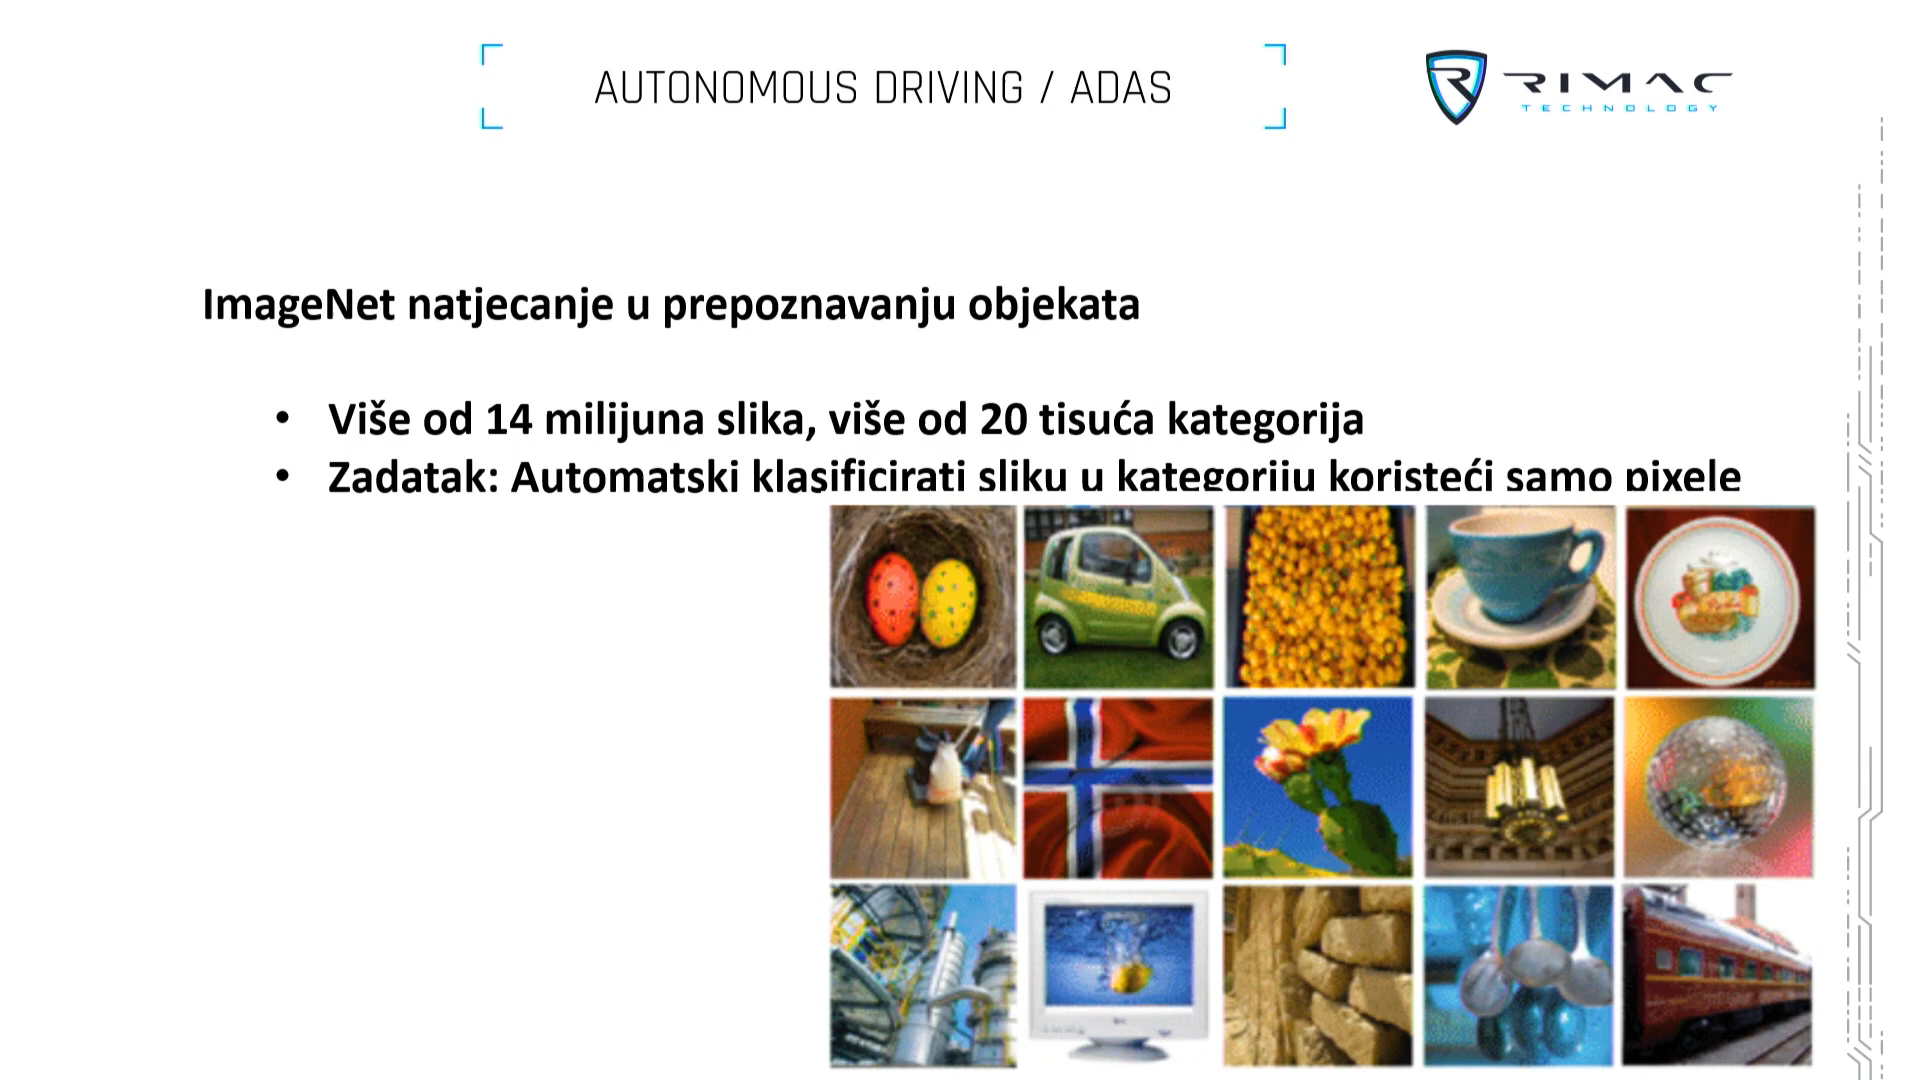 AUTONOMOUS DRIVING / ADAS
RIMAC
TECHNOLOGY
ImageNet natjecanje u prepoznavanju objekata
• Više od 14 milijuna slika, više od 20 tisuća kategorija
• Zadatak: Automatski klasificirati sliku u kategoriju koristeći samo pixele